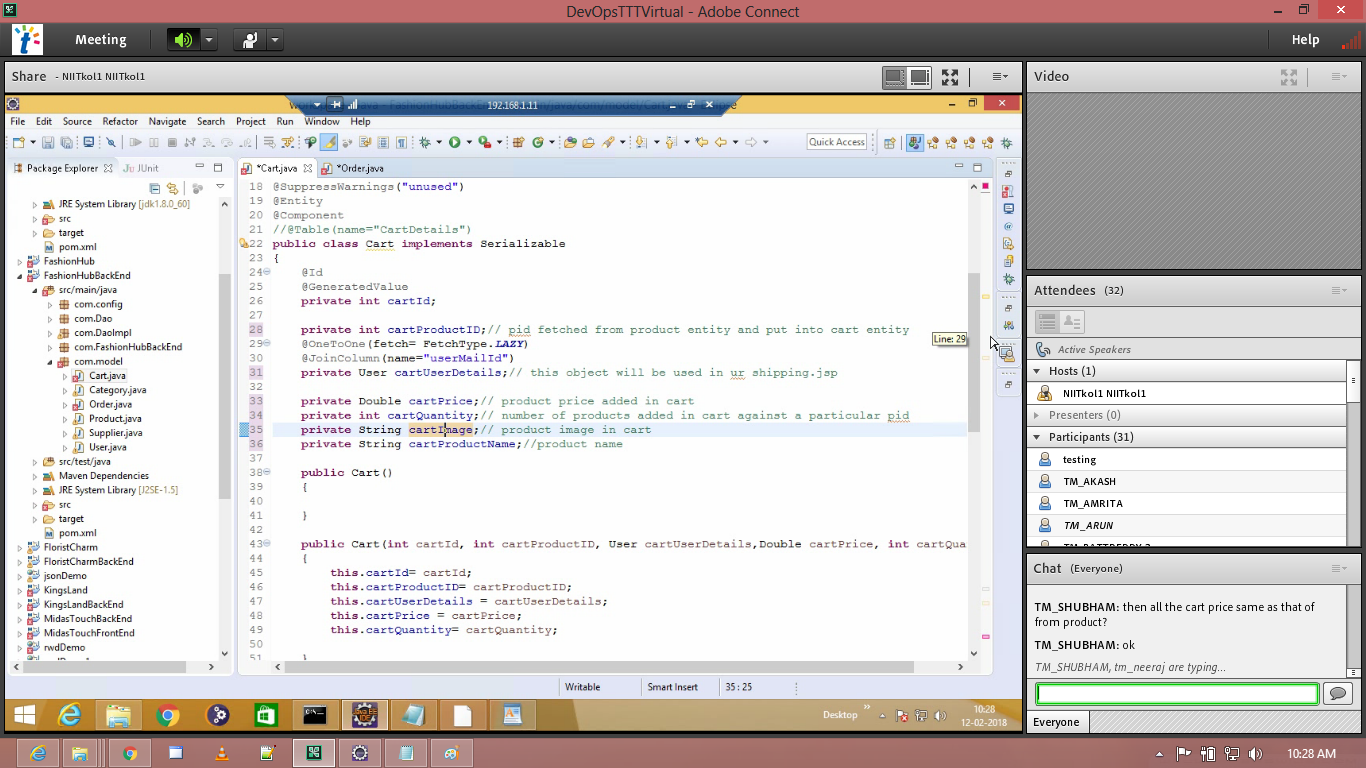 DevOpsTTTVirtual - Adobe Connect
Meeting
Help
Share - NIITkol1 NIITkol1
192.168.1.11
File Edit Source Refactor Navigate Search Project Run Window Help
Quick Access
Package Explorer JUnit
*Cart.java *Order.java
JRE System Library [jdk1.8.0_60]
src
target
pom.xml
FashionHub
FashionHubBackEnd
src/main/java
com.config
com.Dao
com.DaoImpl
com.FashionHubBackEnd
com.model
Cart.java
Category.java
Order.java
Product.java
Supplier.java
User.java
src/test/java
Maven Dependencies
JRE System Library [J2SE-1.5]
src
target
pom.xml
FloristCharm
FloristCharmBackEnd
jsonDemo
KingsLand
KingsLandBackEnd
MidasTouchBackEnd
MidasTouchFrontEnd
rwdDemo
18 @SuppressWarnings("unused")
19 @Entity
20 @Component
21 //@Table(name="CartDetails")
22 public class Cart implements Serializable
23 {
24 @Id
25 @GeneratedValue
26 private int cartId;
27
28 private int cartProductID;// pid fetched from product entity and put into cart entity
29 @OneToOne(fetch= FetchType.LAZY)
30 @JoinColumn(name="userMailId")
31 private User cartUserDetails;// this object will be used in ur shipping.jsp
32
33 private Double cartPrice;// product price added in cart
34 private int cartQuantity;// number of products added in cart against a particular pid
35 private String cartImage;// product image in cart
36 private String cartProductName;//product name
37
38 public Cart()
39 {
40
41 }
42
43 public Cart(int cartId, int cartProductID, User cartUserDetails,Double cartPrice, int cartQua
44 {
45 this.cartId= cartId;
46 this.cartProductID= cartProductID;
47 this.cartUserDetails = cartUserDetails;
48 this.cartPrice = cartPrice;
49 this.cartQuantity= cartQuantity;
50
51 }
Line: 29
Writable Smart Insert 35 : 25
Desktop
10:28
12-02-2018
Video
Attendees (32)
Active Speakers
Hosts (1)
NIITkol1 NIITkol1
Presenters (0)
Participants (31)
testing
TM_AKASH
TM_AMRITA
TM_ARUN
Chat (Everyone)
TM_SHUBHAM: then all the cart price same as that of
from product?
TM_SHUBHAM: ok
TM_SHUBHAM, tm_neeraj are typing...
Everyone
10:28 AM